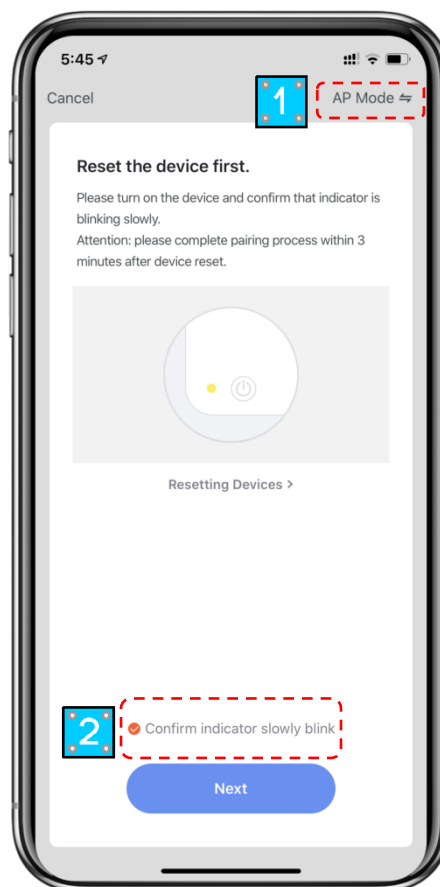 5:45
Cancel
1
AP Mode
Reset the device first.
Please turn on the device and confirm that indicator is
blinking slowly.
Attention: please complete pairing process within 3
minutes after device reset.
Resetting Devices >
2
Confirm indicator slowly blink
Next